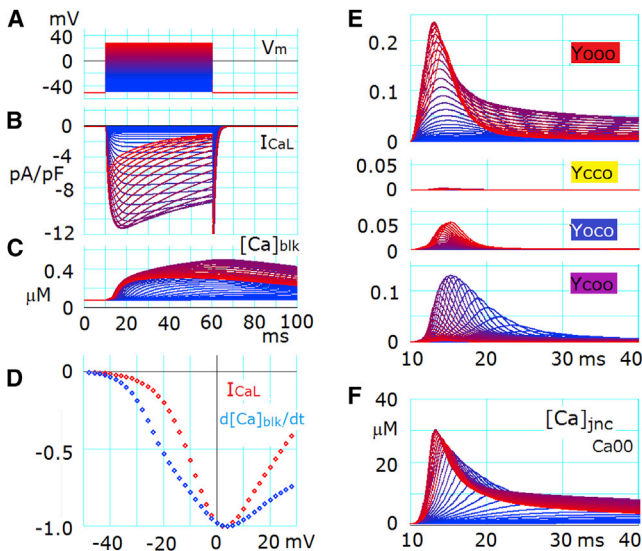 A
mV
40
0
-40
Vm
B
0
-4
-8
-12
pA/pF
ICaL
C
[Ca]blk
0.4
0
μM
0 20 40 60 80 100
ms
D
0
-0.5
-1.0
ICaL
d[Ca]blk/dt
-40 -20 0 20 mV
E
0.2
0.1
0
Yooo
0.05
0
Ycco
0.05
0
Yoco
0.1
0
Ycoo
10 20 30 ms 40
F
40
μM
20
0
[Ca]jnc
Ca00
10 20 30 ms 40